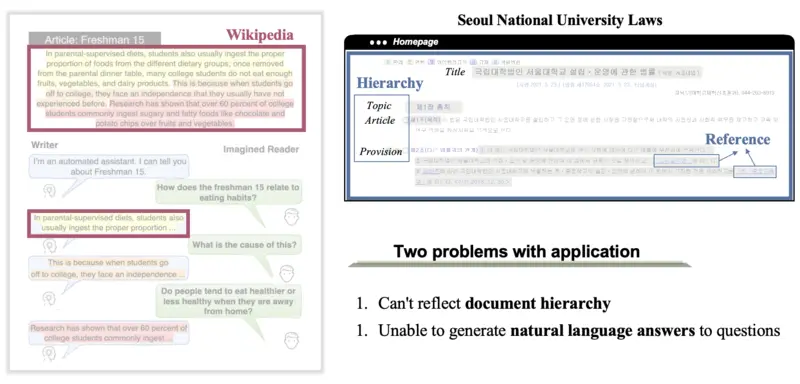 Article: Freshman 15
Wikipedia
In parental-supervised diets, students also usually ingest the proper
proportion of foods from the different dietary groups; once removed
from the parental dinner table, many college students do not eat enough
fruits, vegetables, and dairy products. This is because when students go
off to college, they face an independence that they usually have not
experienced before. Research has shown that over 60 percent of college
students commonly ingest sugary and fatty foods like chocolate and
potato chips over fruits and vegetables.
Writer
Imagined Reader
I'm an automated assistant. I can tell you
about Freshman 15.
How does the freshman 15 relate to
eating habits?
In parental-supervised diets, students also
usually ingest the proper proportion ...
What is the cause of this?
This is because when students go
off to college, they face an independence ...
Do people tend to eat healthier or
less healthy when they are away
from home?
Research has shown that over 60 percent of
college students commonly ingest ...
Seoul National University Laws
Homepage
Hierarchy
Title
국립대학법인 서울대학교 설립ㆍ운영에 관한 법률
Topic
제1장 총칙
Article
Provision
Reference
Two problems with application
1. Can't reflect document hierarchy
1. Unable to generate natural language answers to questions